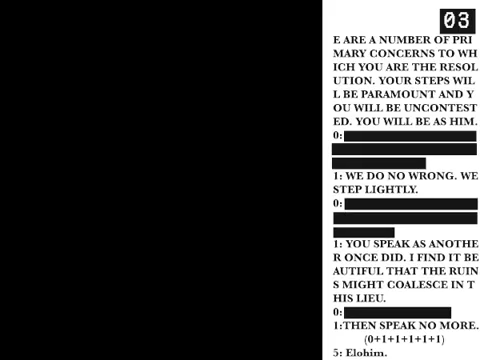 03
E ARE A NUMBER OF PRI
MARY CONCERNS TO WH
ICH YOU ARE THE RESOL
UTION. YOUR STEPS WIL
L BE PARAMOUNT AND Y
OU WILL BE UNCONTEST
ED. YOU WILL BE AS HIM.
0:
1: WE DO NO WRONG. WE
STEP LIGHTLY.
0:
1: YOU SPEAK AS ANOTHE
R ONCE DID. I FIND IT BE
AUTIFUL THAT THE RUIN
S MIGHT COALESCE IN T
HIS LIEU.
0:
1:THEN SPEAK NO MORE.
(0+1+1+1+1+1)
5: Elohim.